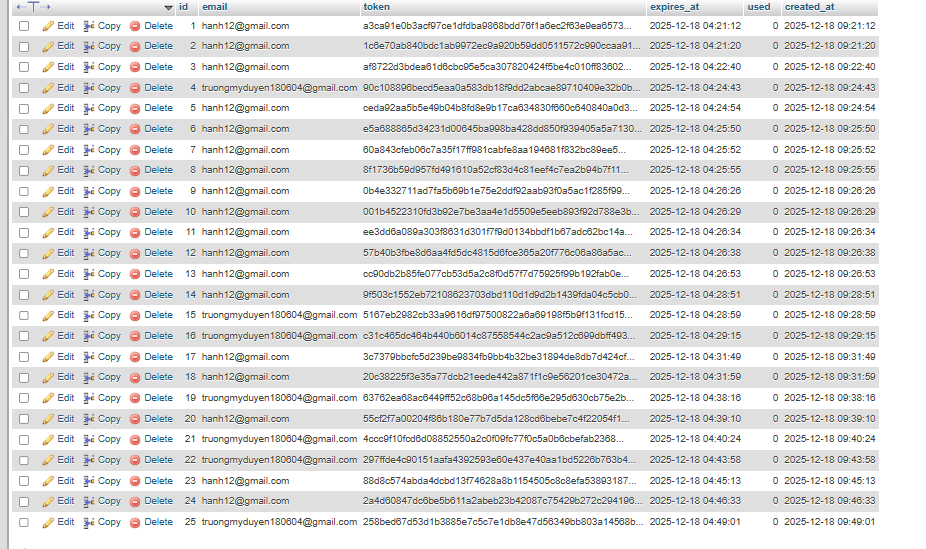 id email token expires_at used created_at
Edit Copy Delete 1 hanh12@gmail.com a3ca91e0b3acf97ce1dfdba9868bdd76f1a6ec2f63e9ea6573... 2025-12-18 04:21:12 0 2025-12-18 09:21:12
Edit Copy Delete 2 hanh12@gmail.com 1c6e70ab840bdc1ab9972ec9a920b59dd0511572c990ccaa91... 2025-12-18 04:21:20 0 2025-12-18 09:21:20
Edit Copy Delete 3 hanh12@gmail.com af8722d3bdea61d6cbc95e5ca307820424f5be4c010ff83602... 2025-12-18 04:22:40 0 2025-12-18 09:22:40
Edit Copy Delete 4 truongmyduyen180604@gmail.com 90c108896becd5eaa0a583db18f9dd2abcae89710409e32b0b... 2025-12-18 04:24:43 0 2025-12-18 09:24:43
Edit Copy Delete 5 hanh12@gmail.com ceda92aa5b5e49b04b8fd8e9b17ca634830f660c640840a0d3... 2025-12-18 04:24:54 0 2025-12-18 09:24:54
Edit Copy Delete 6 hanh12@gmail.com e5a688865d34231d00645ba998ba428dd850f939405a5a7130... 2025-12-18 04:25:50 0 2025-12-18 09:25:50
Edit Copy Delete 7 hanh12@gmail.com 60a843cfeb06c7a35f17ff981cabfe8aa194681f832bc89ee5... 2025-12-18 04:25:52 0 2025-12-18 09:25:52
Edit Copy Delete 8 hanh12@gmail.com 8f1736b59d957fd491610a52cf83d4c81eef4c7ea2b94b7f11... 2025-12-18 04:25:55 0 2025-12-18 09:25:55
Edit Copy Delete 9 hanh12@gmail.com 0b4e332711ad7fa5b69b1e75e2ddf92aab93f0a5ac1f285f99... 2025-12-18 04:26:26 0 2025-12-18 09:26:26
Edit Copy Delete 10 hanh12@gmail.com 001b4522310fd3b92e7be3aa4e1d5509e5eeb893f92d788e3b... 2025-12-18 04:26:29 0 2025-12-18 09:26:29
Edit Copy Delete 11 hanh12@gmail.com ee3dd6a089a303f8631d301f7f9d0134bbdf1b67adc62bc14a... 2025-12-18 04:26:34 0 2025-12-18 09:26:34
Edit Copy Delete 12 hanh12@gmail.com 57b40b3fbe8d6aa4fd5dc4815d6fce365a20f776c06a86a5ac... 2025-12-18 04:26:38 0 2025-12-18 09:26:38
Edit Copy Delete 13 hanh12@gmail.com cc90db2b85fe077cb53d5a2c8f0d57f7d75925f99b192fab0e... 2025-12-18 04:26:53 0 2025-12-18 09:26:53
Edit Copy Delete 14 hanh12@gmail.com 9f503c1552eb72108623703dbd110d1d9d2b1439fda04c5cb0... 2025-12-18 04:28:51 0 2025-12-18 09:28:51
Edit Copy Delete 15 truongmyduyen180604@gmail.com 5167eb2982cb33a9616df97500822a6a69198f5b9f131fcd15... 2025-12-18 04:28:59 0 2025-12-18 09:28:59
Edit Copy Delete 16 truongmyduyen180604@gmail.com c31c465dc464b440b6014c87558544c2ac9a512c699dbff493... 2025-12-18 04:29:15 0 2025-12-18 09:29:15
Edit Copy Delete 17 hanh12@gmail.com 3c7379bbcfc5d239be9834fb9bb4b32be31894de8db7d424cf... 2025-12-18 04:31:49 0 2025-12-18 09:31:49
Edit Copy Delete 18 hanh12@gmail.com 20c38225f3e35a77dcb21eede442a871f1c9e56201ce30472a... 2025-12-18 04:31:59 0 2025-12-18 09:31:59
Edit Copy Delete 19 truongmyduyen180604@gmail.com 63762ea68ac6449ff52c68b96a145dc5f66e295d630cb75e2b... 2025-12-18 04:38:16 0 2025-12-18 09:38:16
Edit Copy Delete 20 hanh12@gmail.com 55cf2f7a00204f86b180e77b7d5da128cd6bebe7c4f22054f1... 2025-12-18 04:39:10 0 2025-12-18 09:39:10
Edit Copy Delete 21 truongmyduyen180604@gmail.com 4ccc9f10fcd6d08852550a2c0f09fc77f0c5a0b6cbefab2368... 2025-12-18 04:40:24 0 2025-12-18 09:40:24
Edit Copy Delete 22 truongmyduyen180604@gmail.com 297ffde4c90151aafa4392593e60e437e40aa1bd5226b763b4... 2025-12-18 04:43:58 0 2025-12-18 09:43:58
Edit Copy Delete 23 hanh12@gmail.com 88d8c574abda4dcbd13f74628a8b1154505c8c8efa53893187... 2025-12-18 04:45:13 0 2025-12-18 09:45:13
Edit Copy Delete 24 hanh12@gmail.com 2a4d60847dc6be5b611a2abeb23b42087c75429b272c294196... 2025-12-18 04:46:33 0 2025-12-18 09:46:33
Edit Copy Delete 25 truongmyduyen180604@gmail.com 258bed67d53d1b3885e7c5c7e1db8e47d56349bb803a14568b... 2025-12-18 04:49:01 0 2025-12-18 09:49:01